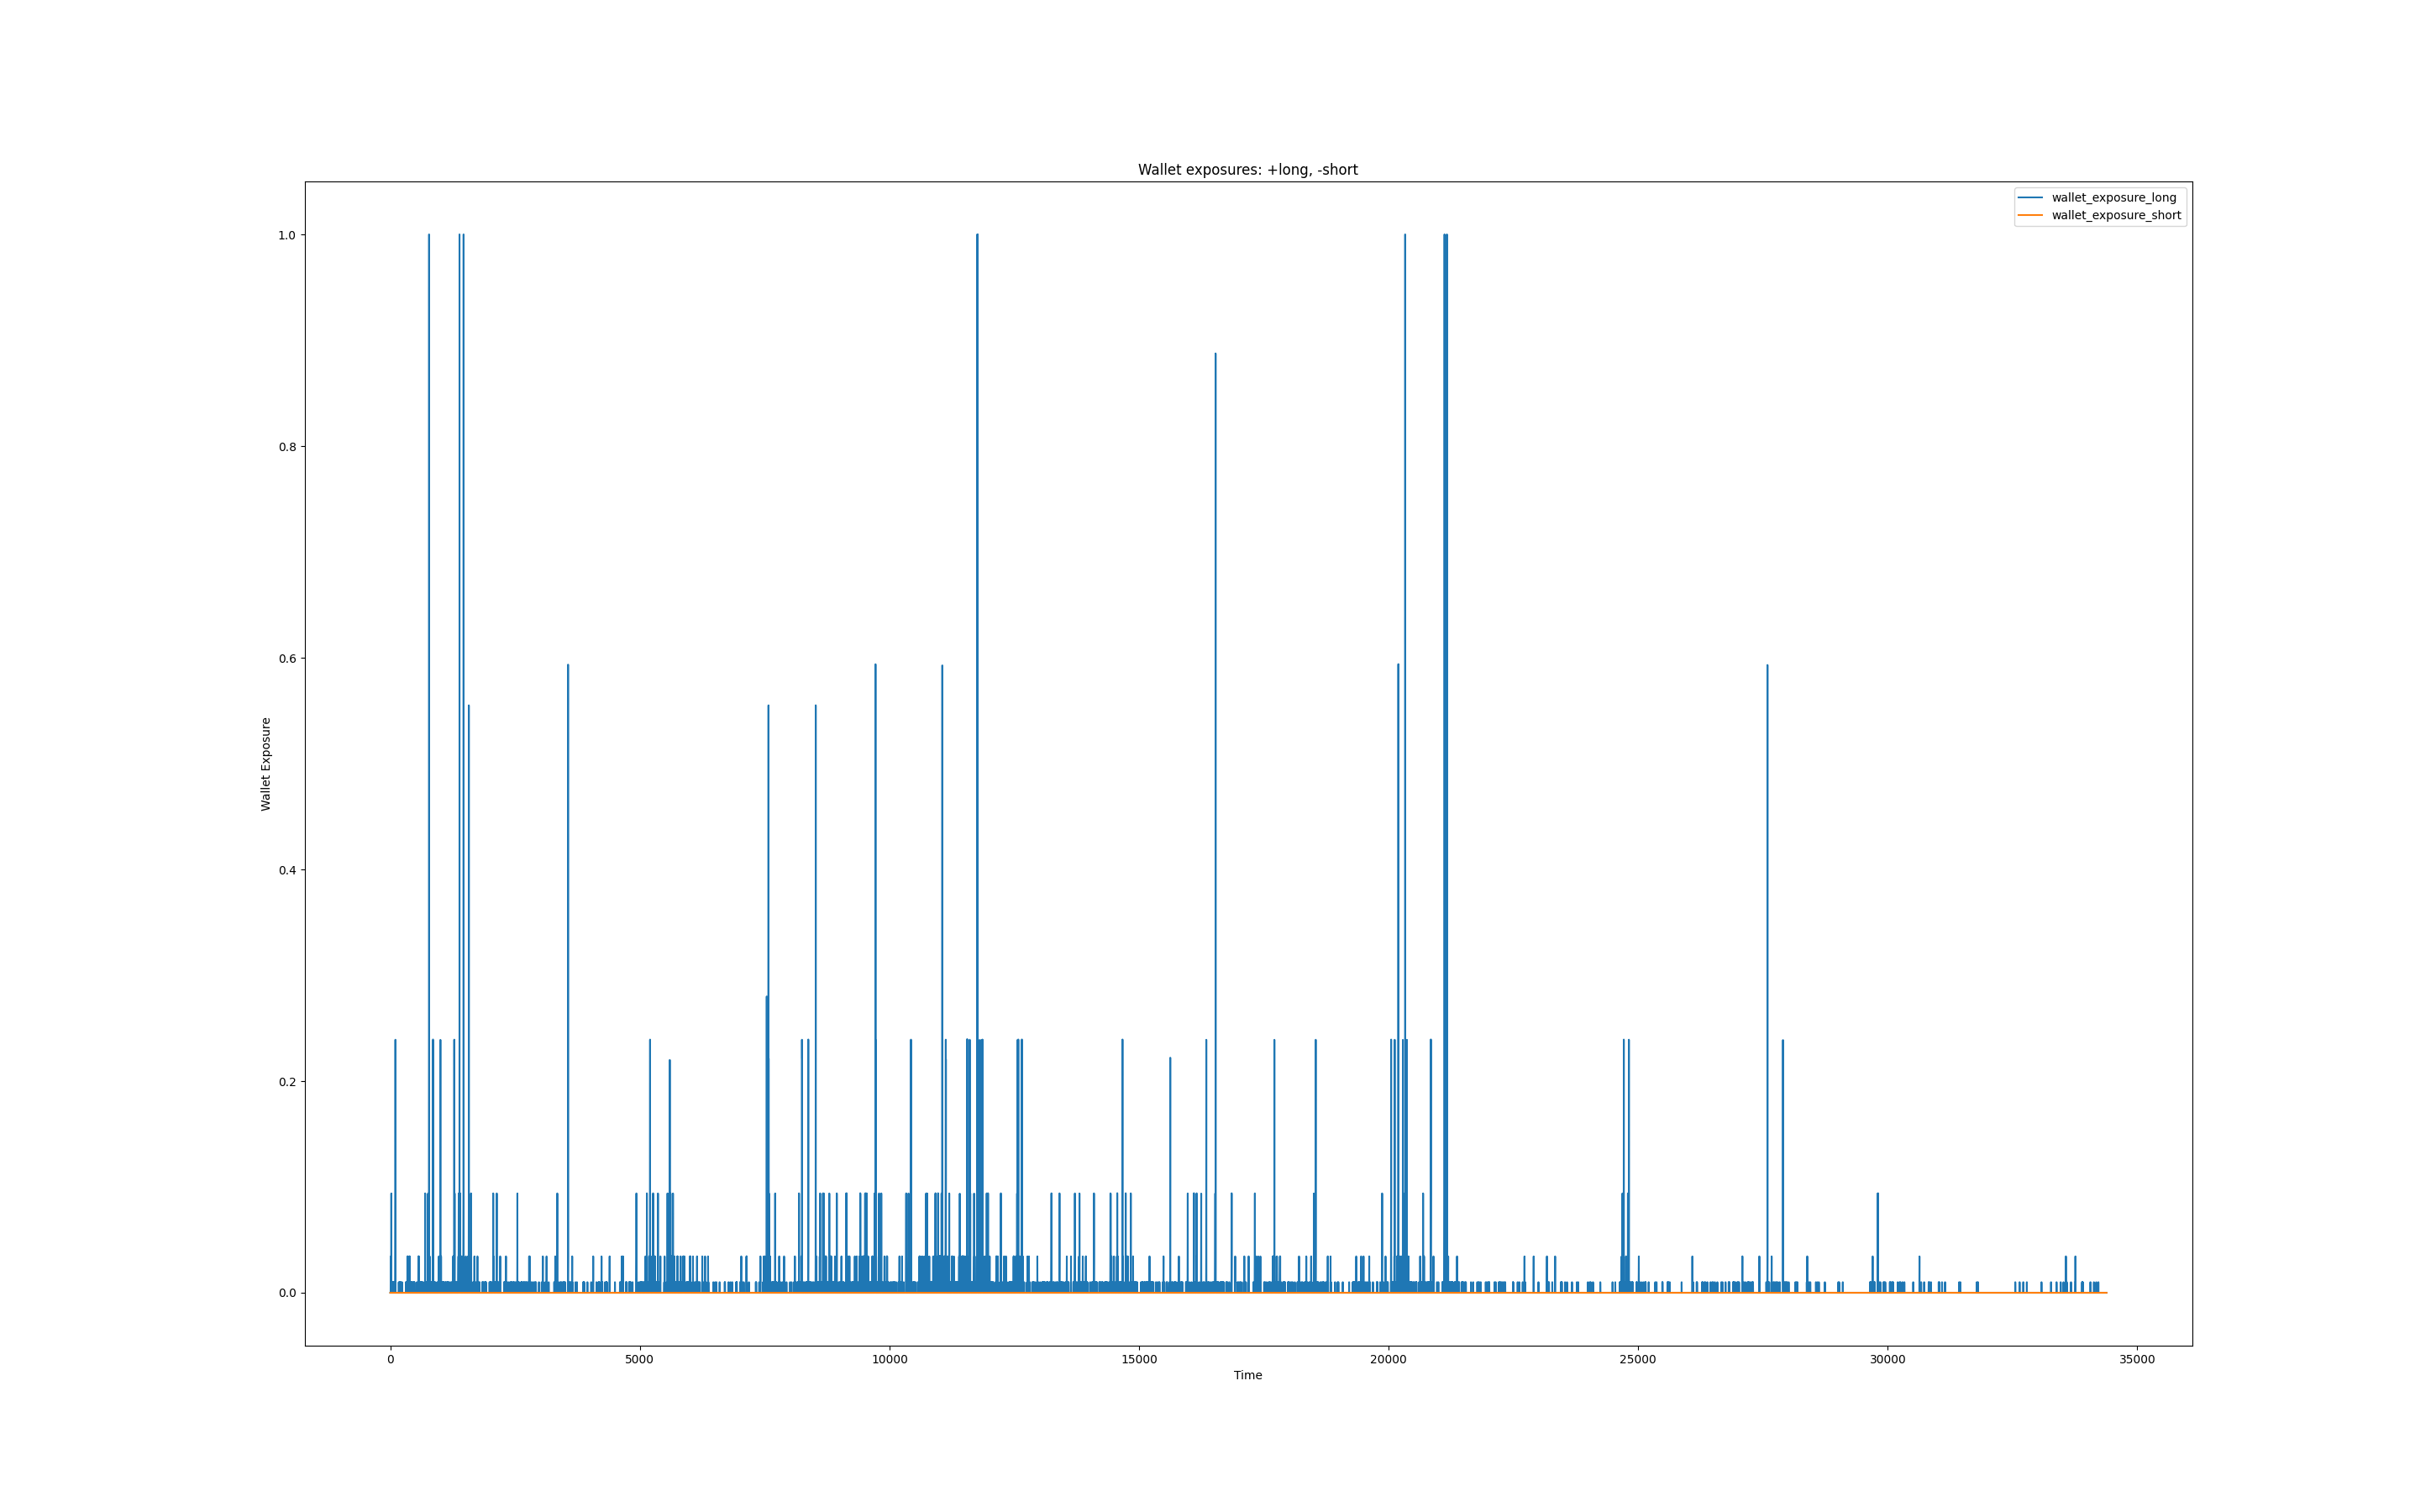 Wallet exposures: +long, -short
wallet_exposure_long
wallet_exposure_short
1.0
0.8
0.6
0.4
0.2
0.0
Wallet Exposure
0 5000 10000 15000 20000 25000 30000 35000
Time